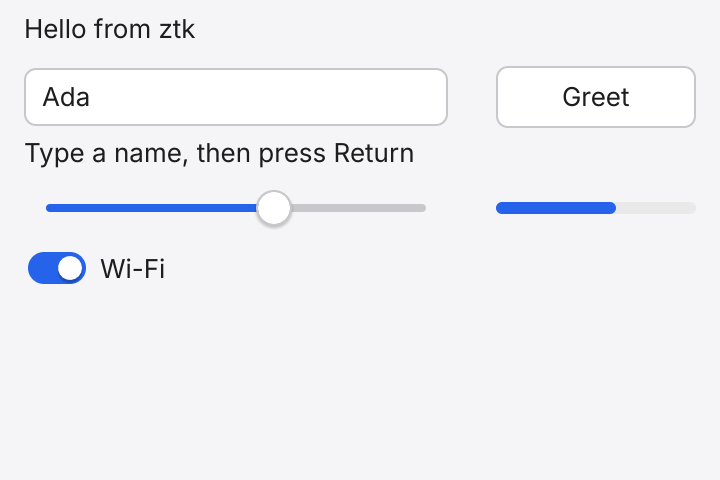 Hello from ztk
Ada
Greet
Type a name, then press Return
Wi-Fi